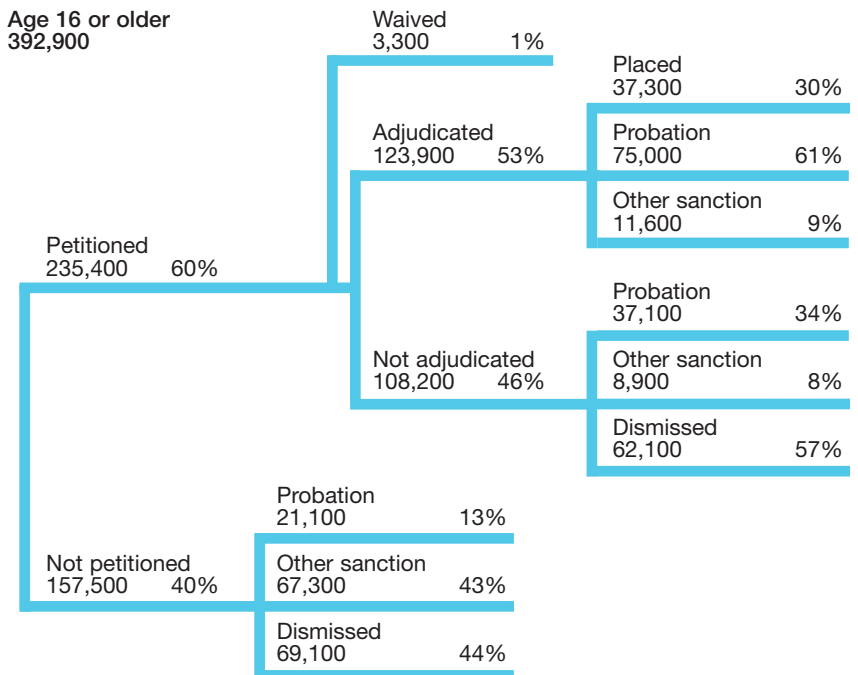 Age 16 or older
392,900
Waived
3,300 1%
Placed
37,300 30%
Adjudicated
123,900 53%
Probation
75,000 61%
Other sanction
11,600 9%
Petitioned
235,400 60%
Probation
37,100 34%
Not adjudicated
108,200 46%
Other sanction
8,900 8%
Dismissed
62,100 57%
Probation
21,100 13%
Not petitioned
157,500 40%
Other sanction
67,300 43%
Dismissed
69,100 44%